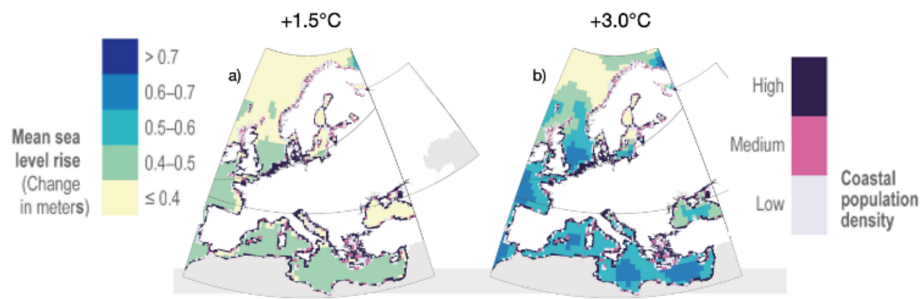 +1.5°C
+3.0°C
a)
b)
> 0.7
0.6–0.7
0.5–0.6
0.4–0.5
≤ 0.4
Mean sea
level rise
(Change
in meters)
High
Medium
Low
Coastal
population
density